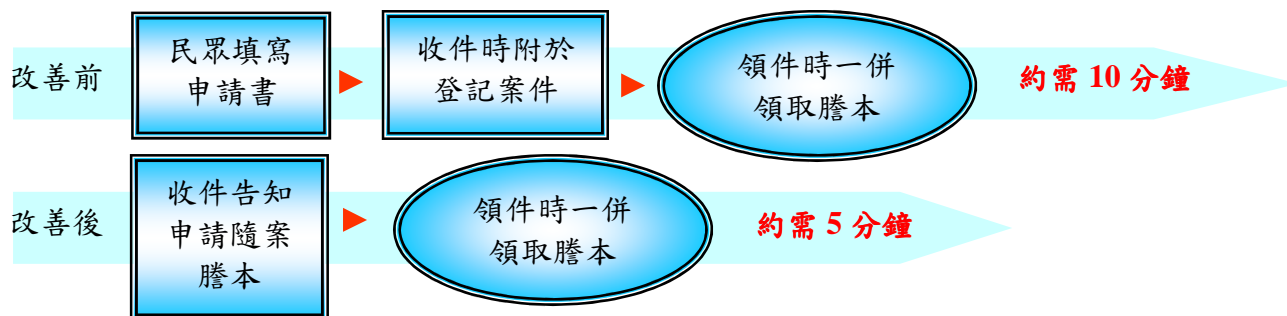 改善前
民眾填寫
申請書
收件時附於
登記案件
領件時一併
領取謄本
約需 10 分鐘
改善後
收件告知
申請隨案
謄本
領件時一併
領取謄本
約需 5 分鐘